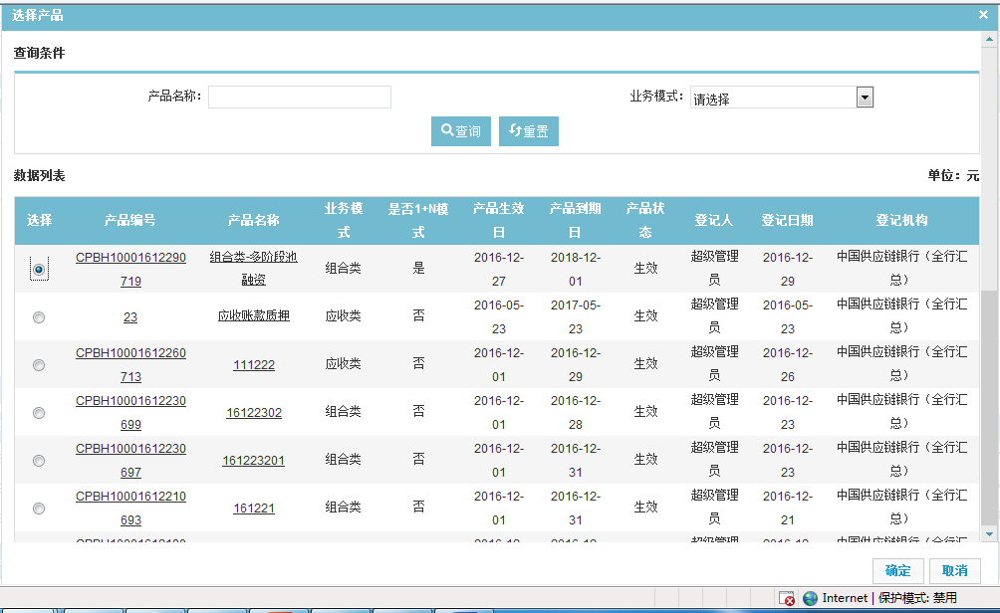 选择产品
查询条件
产品名称： 业务模式： 请选择
查询 重置
数据列表 单位：元
选择 产品编号 产品名称 业务模式 是否1+N模式 产品生效日 产品到期日 产品状态 登记人 登记日期 登记机构
CPBH10001612290719 组合类-多阶段池融资 组合类 是 2016-12-27 2018-12-01 生效 超级管理员 2016-12-29 中国供应链银行（全行汇总）
23 应收账款质押 应收类 否 2016-05-23 2017-05-23 生效 超级管理员 2016-05-23 中国供应链银行（全行汇总）
CPBH10001612260713 111222 应收类 否 2016-12-01 2016-12-29 生效 超级管理员 2016-12-26 中国供应链银行（全行汇总）
CPBH10001612230699 16122302 组合类 否 2016-12-01 2016-12-28 生效 超级管理员 2016-12-23 中国供应链银行（全行汇总）
CPBH10001612230697 161223201 组合类 否 2016-12-01 2016-12-31 生效 超级管理员 2016-12-23 中国供应链银行（全行汇总）
CPBH10001612210693 161221 组合类 否 2016-12-01 2016-12-31 生效 超级管理员 2016-12-21 中国供应链银行（全行汇总）
确定 取消
Internet | 保护模式: 禁用